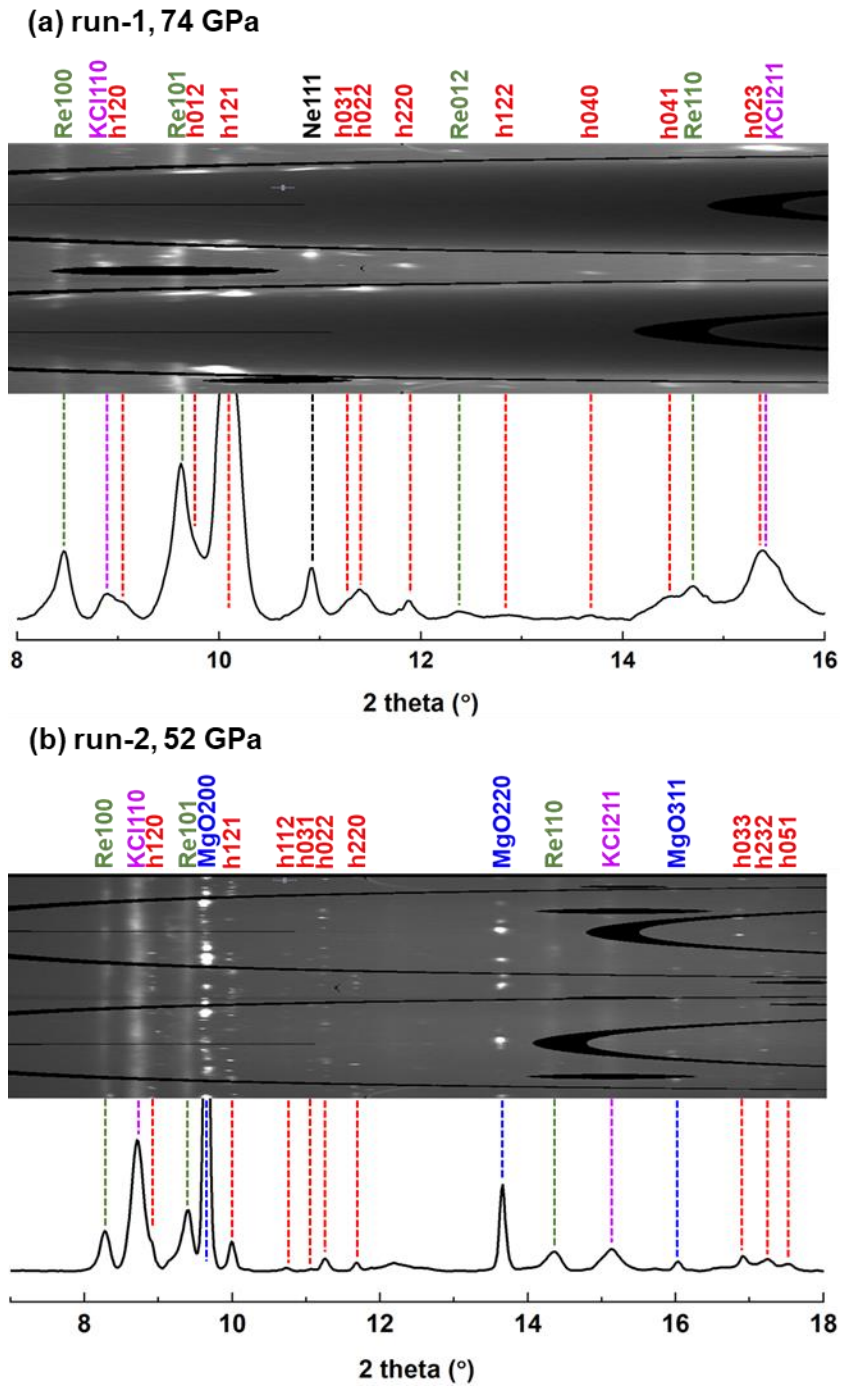 (a) run-1, 74 GPa
Re100
KCl110
h120
Re101
h012
h121
Ne111
h031
h022
h220
Re012
h122
h040
h041
Re110
h023
KCl211
8 10 12 14 16
2 theta (°)
(b) run-2, 52 GPa
Re100
KCl110
h120
Re101
MgO200
h121
h112
h031
h022
h220
MgO220
Re110
KCl211
MgO311
h033
h232
h051
8 10 12 14 16 18
2 theta (°)